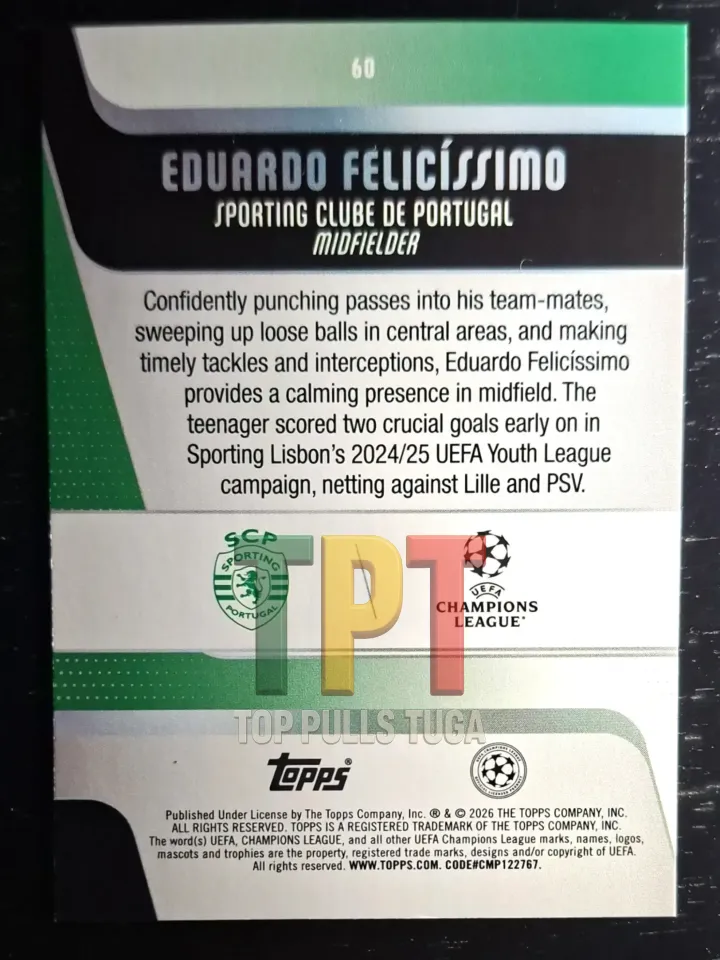 60
EDUARDO FELICÍSSIMO
SPORTING CLUBE DE PORTUGAL
MIDFIELDER
Confidently punching passes into his team-mates,
sweeping up loose balls in central areas, and making
timely tackles and interceptions, Eduardo Felicíssimo
provides a calming presence in midfield. The
teenager scored two crucial goals early on in
Sporting Lisbon's 2024/25 UEFA Youth League
campaign, netting against Lille and PSV.
SCP
SPORTING
PORTUGAL
TPT
TOP PULLS TUGA
UEFA
CHAMPIONS
LEAGUE®
topps®
Published Under License by The Topps Company, Inc. ® & © 2026 THE TOPPS COMPANY, INC.
ALL RIGHTS RESERVED. TOPPS IS A REGISTERED TRADEMARK OF THE TOPPS COMPANY, INC.
The word(s) UEFA, CHAMPIONS LEAGUE, and all other UEFA Champions League marks, names, logos,
mascots and trophies are the property, registered trade marks, designs and/or copyright of UEFA.
All rights reserved. WWW.TOPPS.COM. CODE#CMP122767.